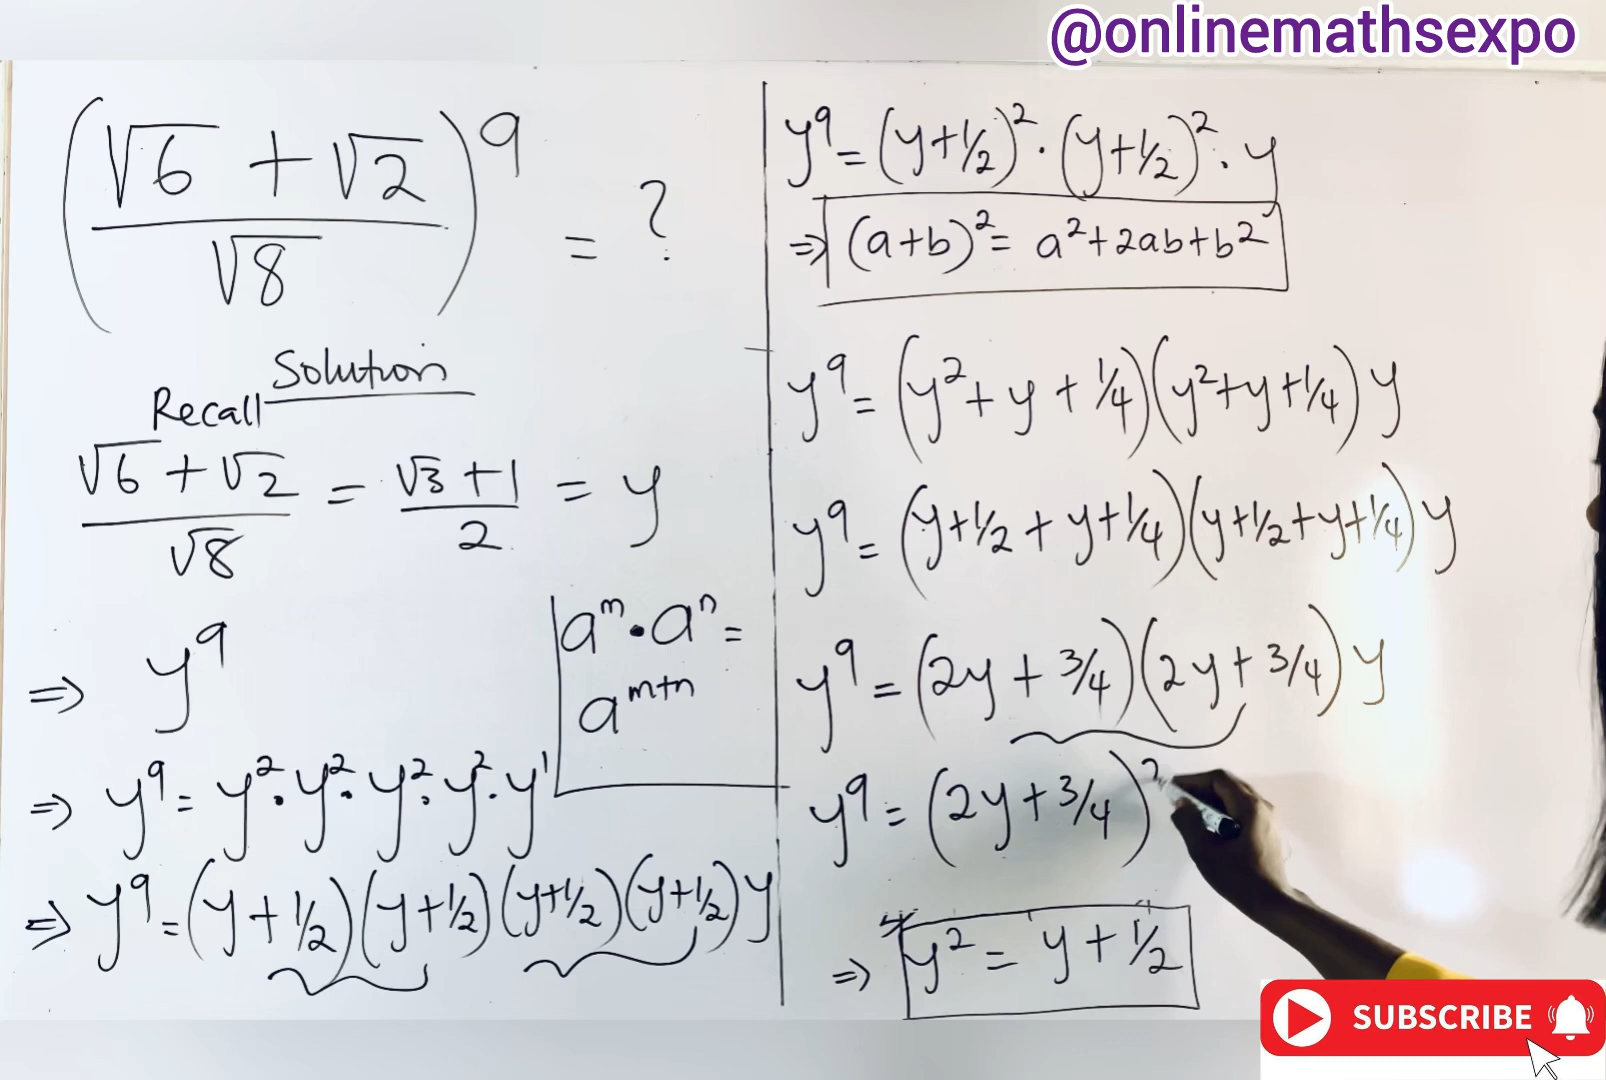 @onlinemathsexpo
(√6 + √2 / √8)^9 = ?
Solution
Recall
√6 + √2 / √8 = √3 + 1 / 2 = y
⇒ y^9
a^m • a^n =
a^m+n
⇒ y^9 = y^2 • y^2 • y^2 • y^2 • y^1
⇒ y^9 = (y + 1/2)(y + 1/2)(y + 1/2)(y + 1/2) y
y^9 = (y + 1/2)^2 • (y + 1/2)^2 • y
⇒ (a + b)^2 = a^2 + 2ab + b^2
y^9 = (y^2 + y + 1/4)(y^2 + y + 1/4) y
y^9 = (y + 1/2 + y + 1/4)(y + 1/2 + y + 1/4) y
y^9 = (2y + 3/4)(2y + 3/4) y
y^9 = (2y + 3/4)^2
⇒ y^2 = y + 1/2
SUBSCRIBE